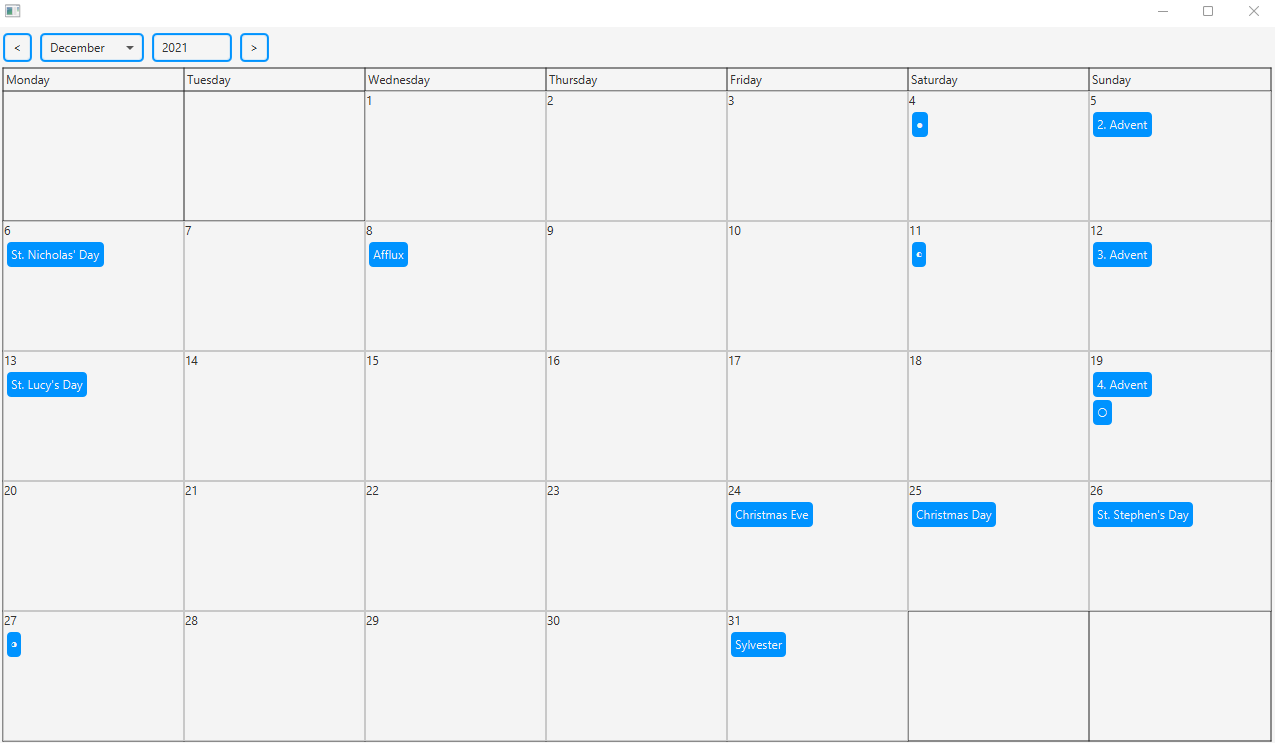 < December 2021 >
Monday Tuesday Wednesday Thursday Friday Saturday Sunday
1 2 3 4 5
● 2. Advent
6 7 8 9 10 11 12
St. Nicholas' Day Afflux ◐ 3. Advent
13 14 15 16 17 18 19
St. Lucy's Day 4. Advent
○
20 21 22 23 24 25 26
Christmas Eve Christmas Day St. Stephen's Day
27 28 29 30 31
◑ Sylvester